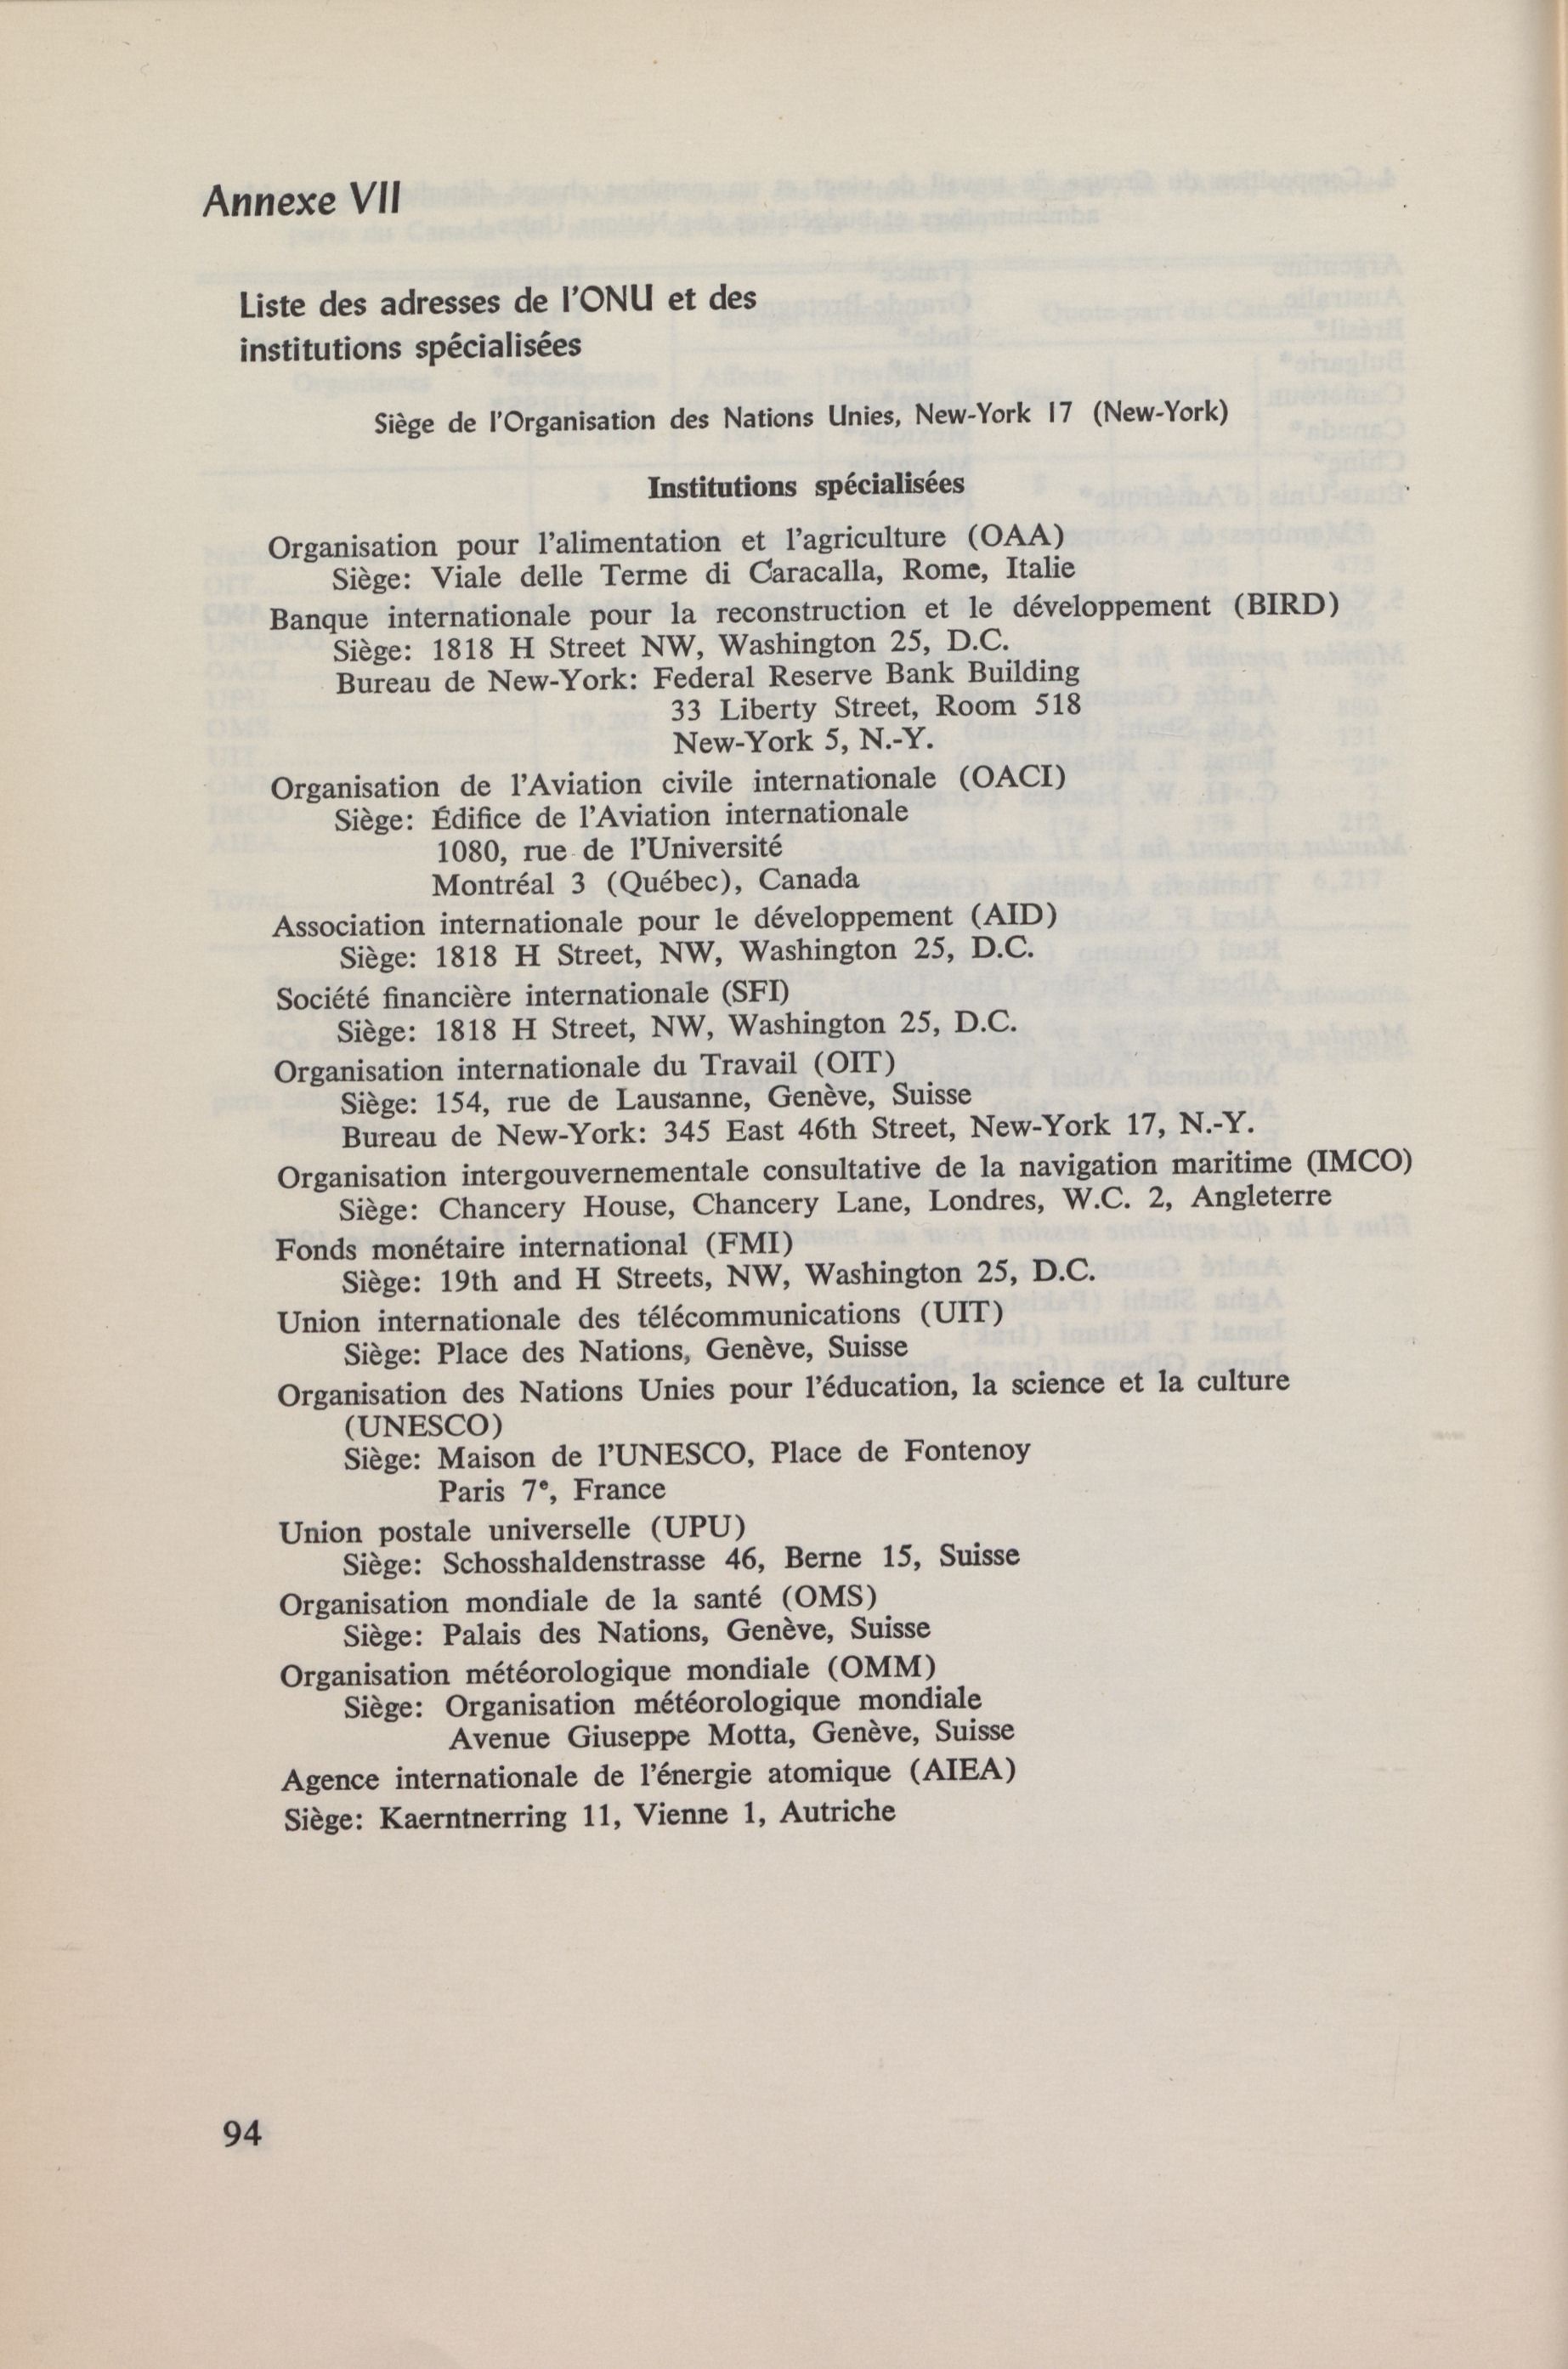 Annexe VII
Liste des adresses de l'ONU et des
institutions spécialisées
Siège de l'Organisation des Nations Unies, New-York 17 (New-York)
Institutions spécialisées
Organisation pour l'alimentation et l'agriculture (OAA)
Siège: Viale delle Terme di Caracalla, Rome, Italie
Banque internationale pour la reconstruction et le développement (BIRD)
Siège: 1818 H Street NW, Washington 25, D.C.
Bureau de New-York: Federal Reserve Bank Building
33 Liberty Street, Room 518
New-York 5, N.-Y.
Organisation de l'Aviation civile internationale (OACI)
Siège: Édifice de l'Aviation internationale
1080, rue de l'Université
Montréal 3 (Québec), Canada
Association internationale pour le développement (AID)
Siège: 1818 H Street, NW, Washington 25, D.C.
Société financière internationale (SFI)
Siège: 1818 H Street, NW, Washington 25, D.C.
Organisation internationale du Travail (OIT)
Siège: 154, rue de Lausanne, Genève, Suisse
Bureau de New-York: 345 East 46th Street, New-York 17, N.-Y.
Organisation intergouvernementale consultative de la navigation maritime (IMCO)
Siège: Chancery House, Chancery Lane, Londres, W.C. 2, Angleterre
Fonds monétaire international (FMI)
Siège: 19th and H Streets, NW, Washington 25, D.C.
Union internationale des télécommunications (UIT)
Siège: Place des Nations, Genève, Suisse
Organisation des Nations Unies pour l'éducation, la science et la culture
(UNESCO)
Siège: Maison de l'UNESCO, Place de Fontenoy
Paris 7e, France
Union postale universelle (UPU)
Siège: Schosshaldenstrasse 46, Berne 15, Suisse
Organisation mondiale de la santé (OMS)
Siège: Palais des Nations, Genève, Suisse
Organisation météorologique mondiale (OMM)
Siège: Organisation météorologique mondiale
Avenue Giuseppe Motta, Genève, Suisse
Agence internationale de l'énergie atomique (AIEA)
Siège: Kaerntnerring 11, Vienne 1, Autriche
94